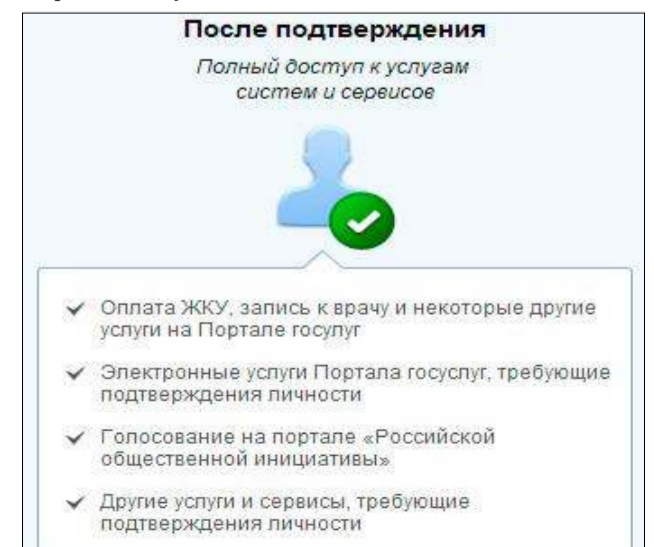 После подтверждения
Полный доступ к услугам
систем и сервисов
Оплата ЖКУ, запись к врачу и некоторые другие
услуги на Портале госулуг
Электронные услуги Портала госуслуг, требующие
подтверждения личности
Голосование на портале «Российской
общественной инициативы»
Другие услуги и сервисы, требующие
подтверждения личности